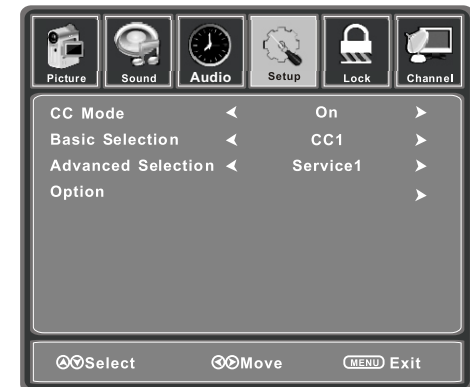 Picture Sound Audio Setup Lock Channel
CC Mode On
Basic Selection CC1
Advanced Selection Service1
Option
Select Move MENU Exit